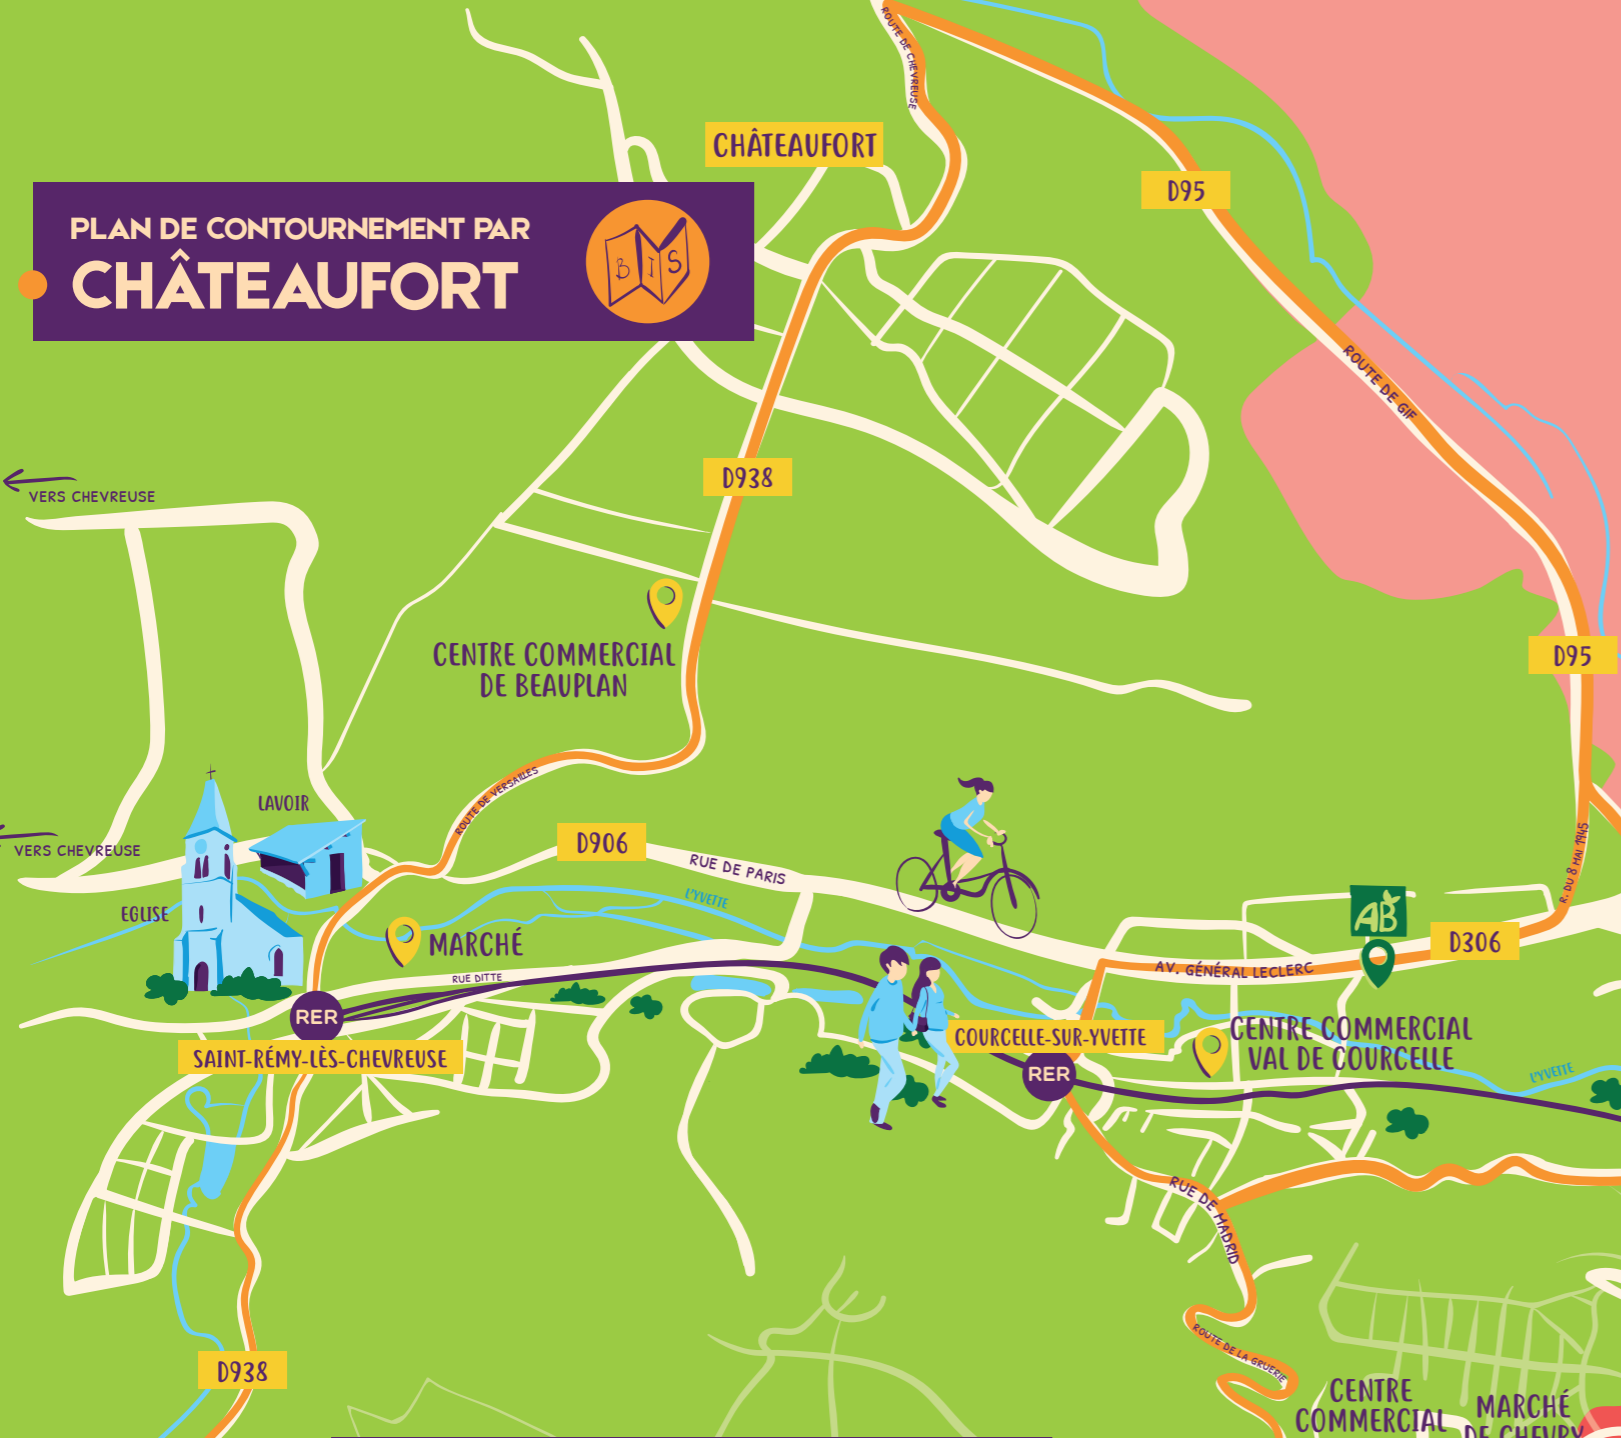 ROUTE DE CHEVREUSE
CHÂTEAUFORT
D95
PLAN DE CONTOURNEMENT PAR
CHÂTEAUFORT
BIS
ROUTE DE GIF
D938
VERS CHEVREUSE
CENTRE COMMERCIAL
DE BEAUPLAN
D95
ROUTE DE VERSAILLES
LAVOIR
VERS CHEVREUSE
D906
RUE DE PARIS
L'YVETTE
R. DU 8 MAI 1945
EGLISE
MARCHÉ
AB
D306
AV. GÉNÉRAL LECLERC
RUE DITTE
RER
SAINT-RÉMY-LÈS-CHEVREUSE
COURCELLE-SUR-YVETTE
RER
CENTRE COMMERCIAL
VAL DE COURCELLE
L'YVETTE
RUE DE MADRID
ROUTE DE LA GRUERIE
D938
CENTRE
COMMERCIAL
MARCHÉ
DE CHEVRY